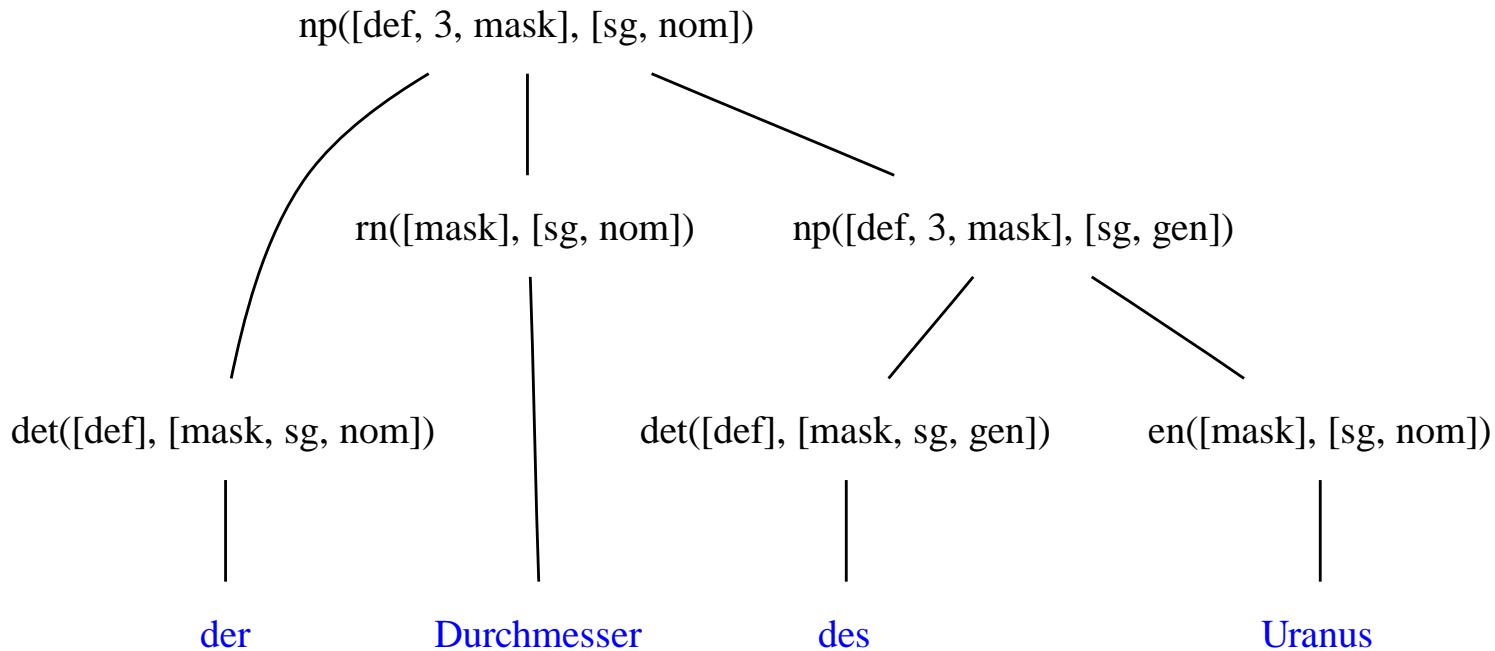 np([def, 3, mask], [sg, nom])
rn([mask], [sg, nom]) np([def, 3, mask], [sg, gen])
det([def], [mask, sg, nom]) det([def], [mask, sg, gen]) en([mask], [sg, nom])
der Durchmesser des Uranus